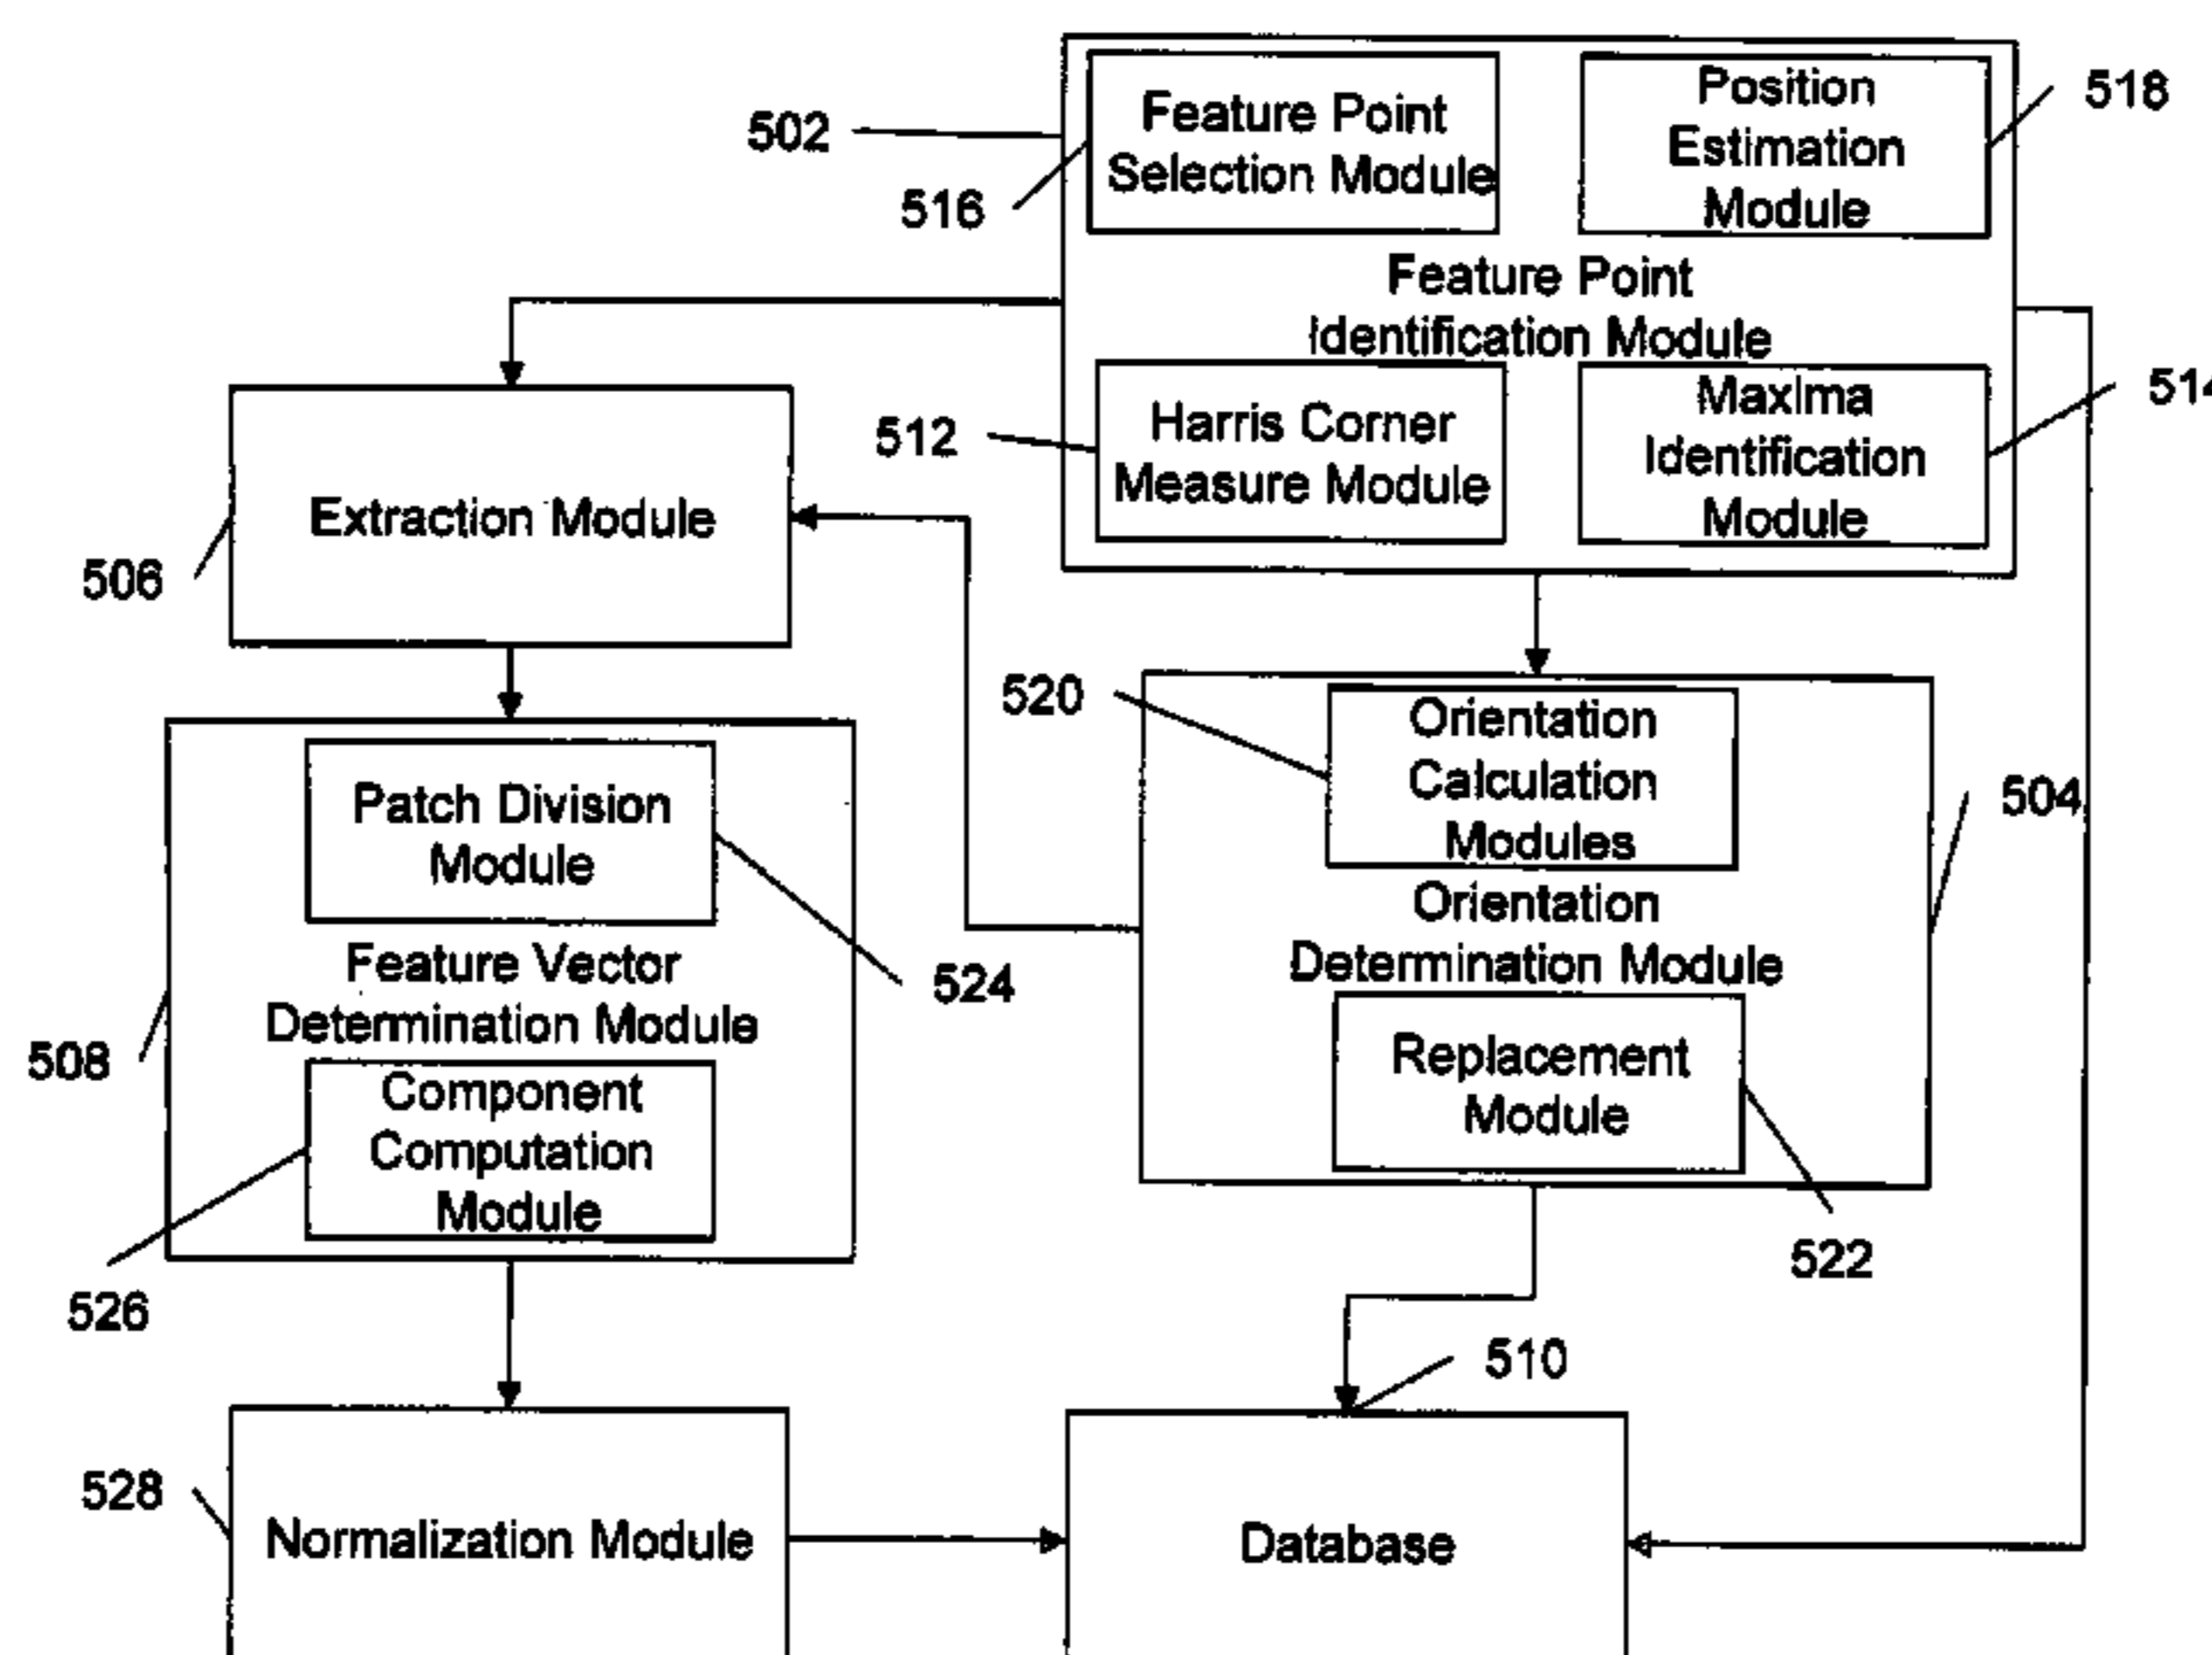 502
516
Feature Point
Selection Module
Position
Estimation
Module
518
Feature Point
Identification Module
512
Harris Corner
Measure Module
Maxima
Identification
Module
514
506
Extraction Module
520
Orientation
Calculation
Modules
Orientation
Determination Module
504
Replacement
Module
522
Patch Division
Module
524
Feature Vector
Determination Module
508
Component
Computation
Module
526
510
528
Normalization Module
Database